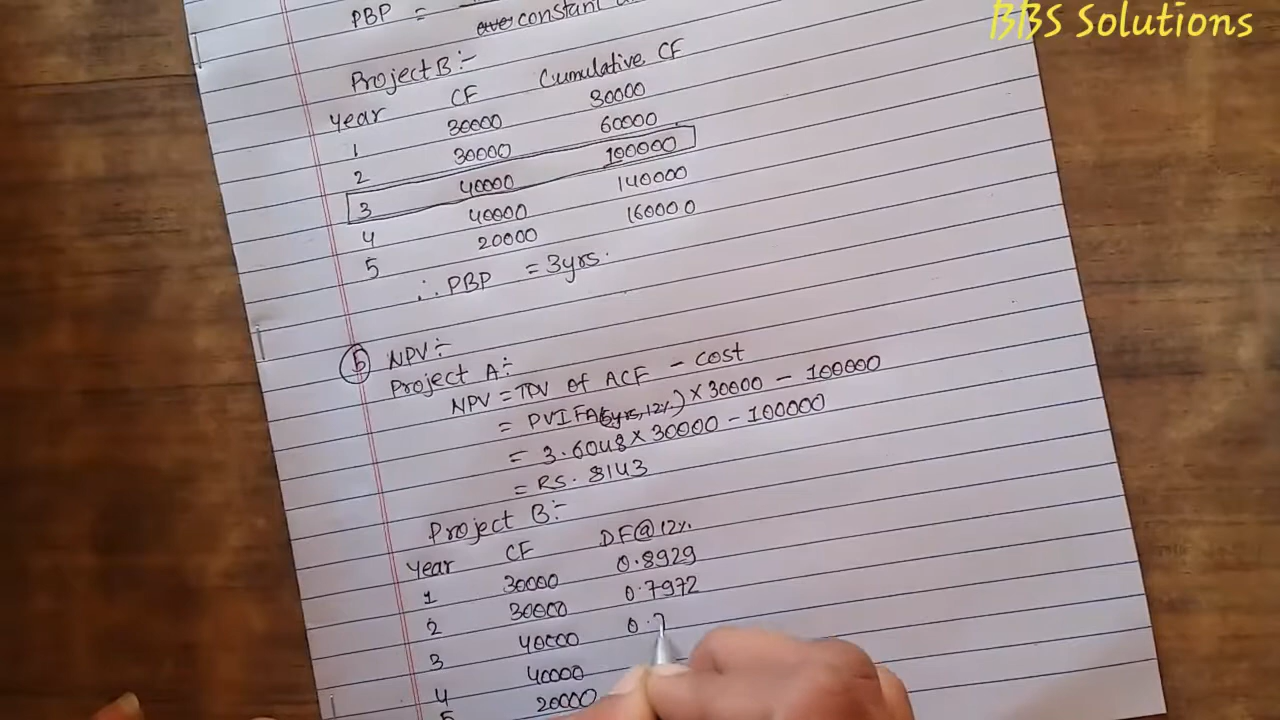 BBS Solutions
PBP = constant
Project B:-
Year CF Cumulative CF
1 30000 30000
2 30000 60000
3 40000 100000
4 40000 140000
5 20000 160000
∴ PBP = 3yrs.
(b) NPV:-
Project A:-
NPV = TPV of ACF - cost
= PVIFA(5yrs,12%) × 30000 - 100000
= 3.6048 × 30000 - 100000
= RS. 8143
Project B:-
Year CF DF@12%
1 30000 0.8929
2 30000 0.7972
3 40000 0.7
4 40000
5 20000